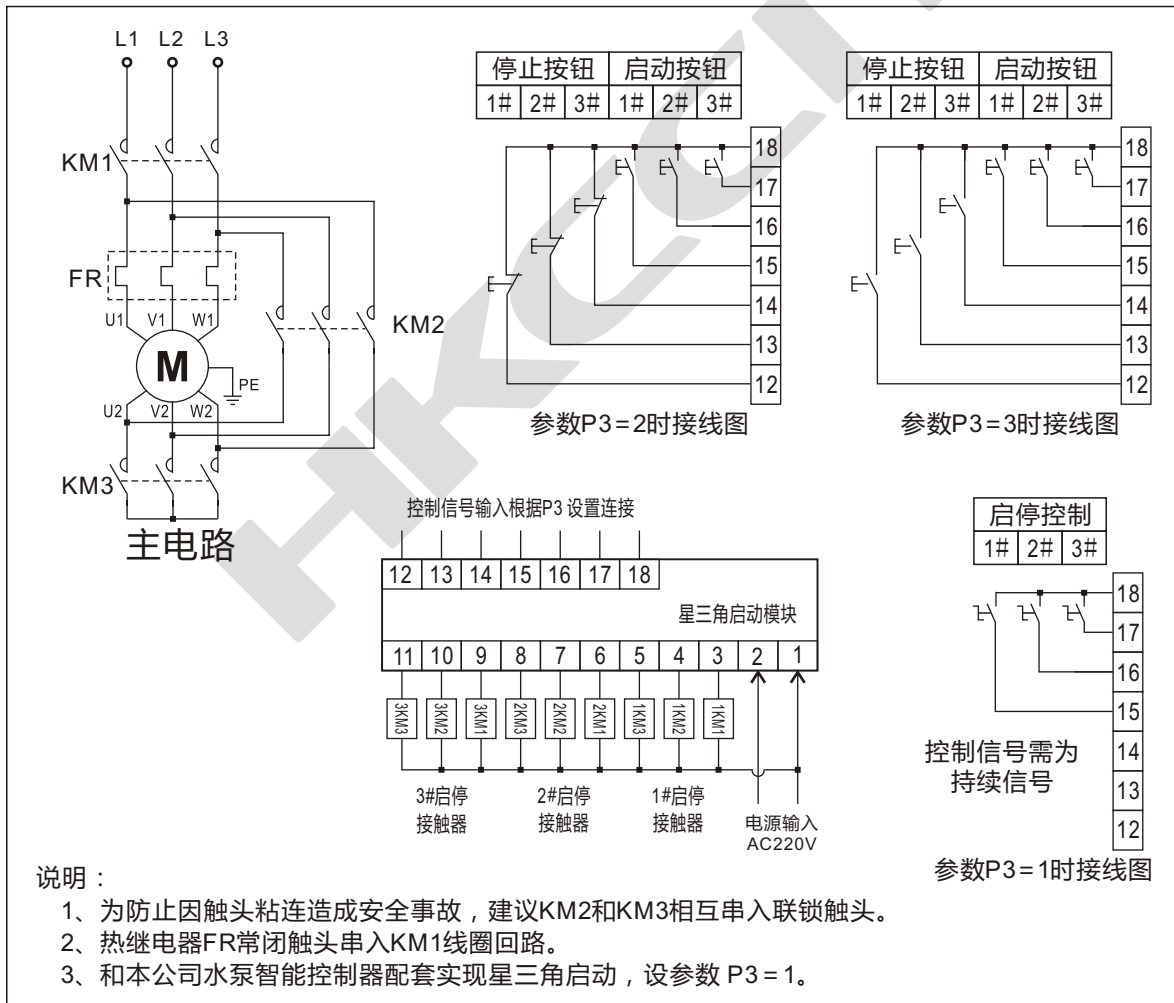 L1 L2 L3
KM1
FR
U1 V1 W1
M
PE
U2 V2 W2
KM2
KM3
主电路
停止按钮 启动按钮
1# 2# 3# 1# 2# 3#
18
17
16
15
14
13
12
参数P3=2时接线图
停止按钮 启动按钮
1# 2# 3# 1# 2# 3#
18
17
16
15
14
13
12
参数P3=3时接线图
控制信号输入根据P3 设置连接
12 13 14 15 16 17 18
星三角启动模块
11 10 9 8 7 6 5 4 3 2 1
3KM3 3KM2 3KM1 2KM3 2KM2 2KM1 1KM3 1KM2 1KM1
3#启停
接触器
2#启停
接触器
1#启停
接触器
电源输入
AC220V
启停控制
1# 2# 3#
18
17
16
15
14
13
12
控制信号需为
持续信号
参数P3=1时接线图
说明：
1、为防止因触头粘连造成安全事故，建议KM2和KM3相互串入联锁触头。
2、热继电器FR常闭触头串入KM1线圈回路。
3、和本公司水泵智能控制器配套实现星三角启动，设参数 P3=1。